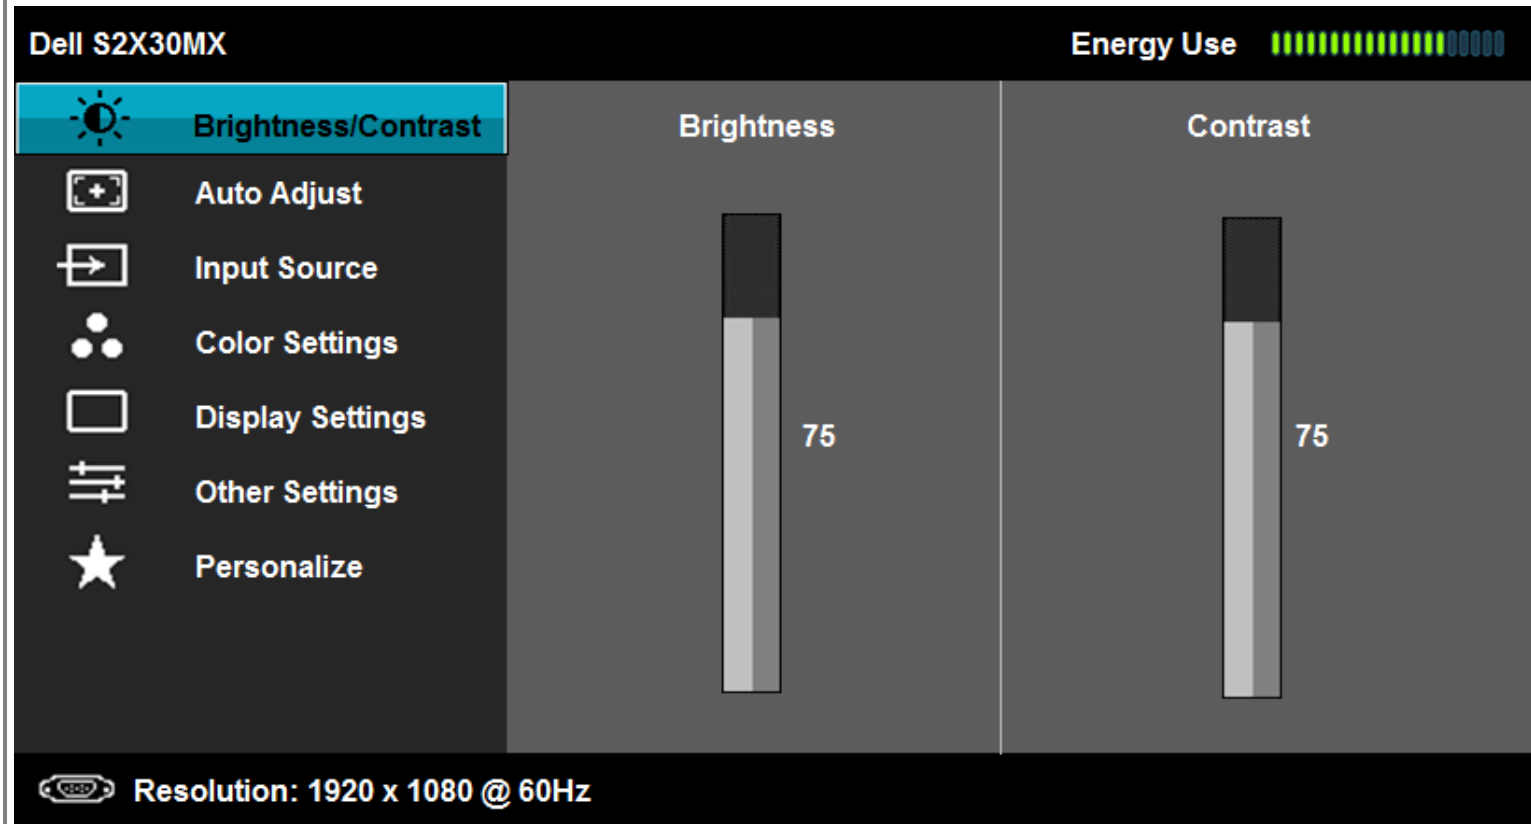 Dell S2X30MX
Energy Use
Brightness/Contrast
Auto Adjust
Input Source
Color Settings
Display Settings
Other Settings
Personalize
Brightness
75
Contrast
75
Resolution: 1920 x 1080 @ 60Hz